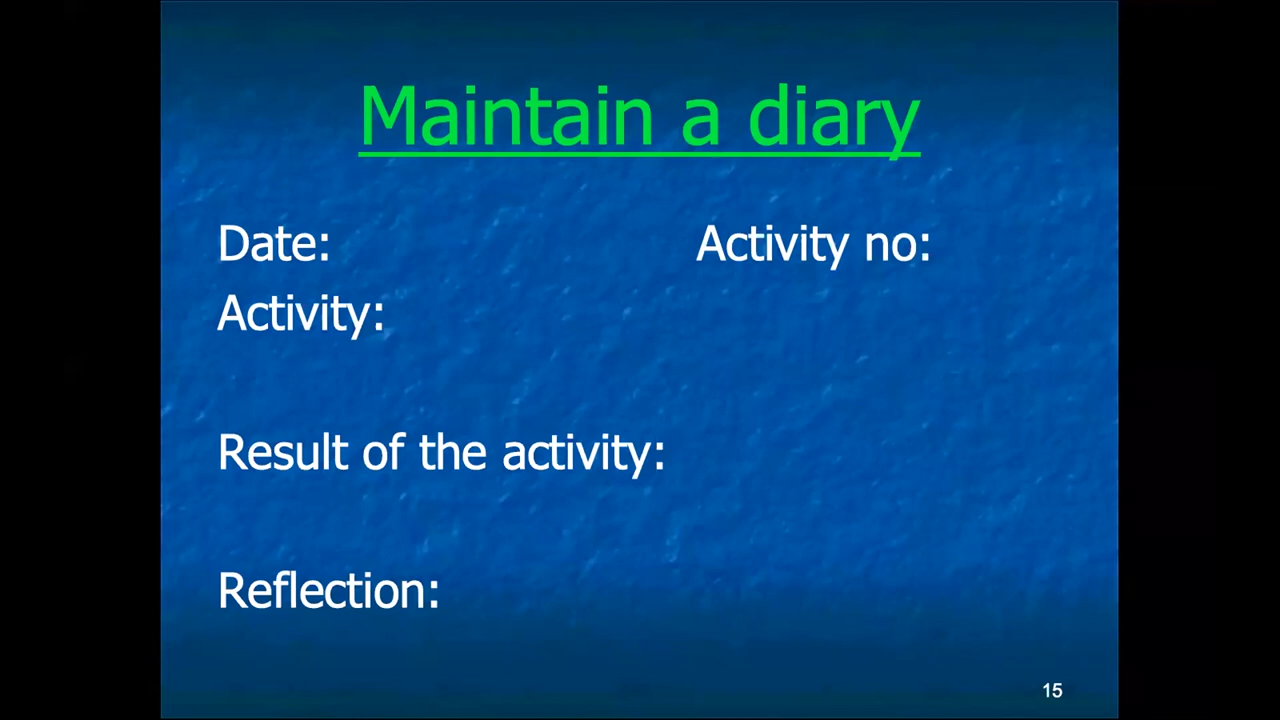 Maintain a diary
Date: Activity no:
Activity:
Result of the activity:
Reflection:
15